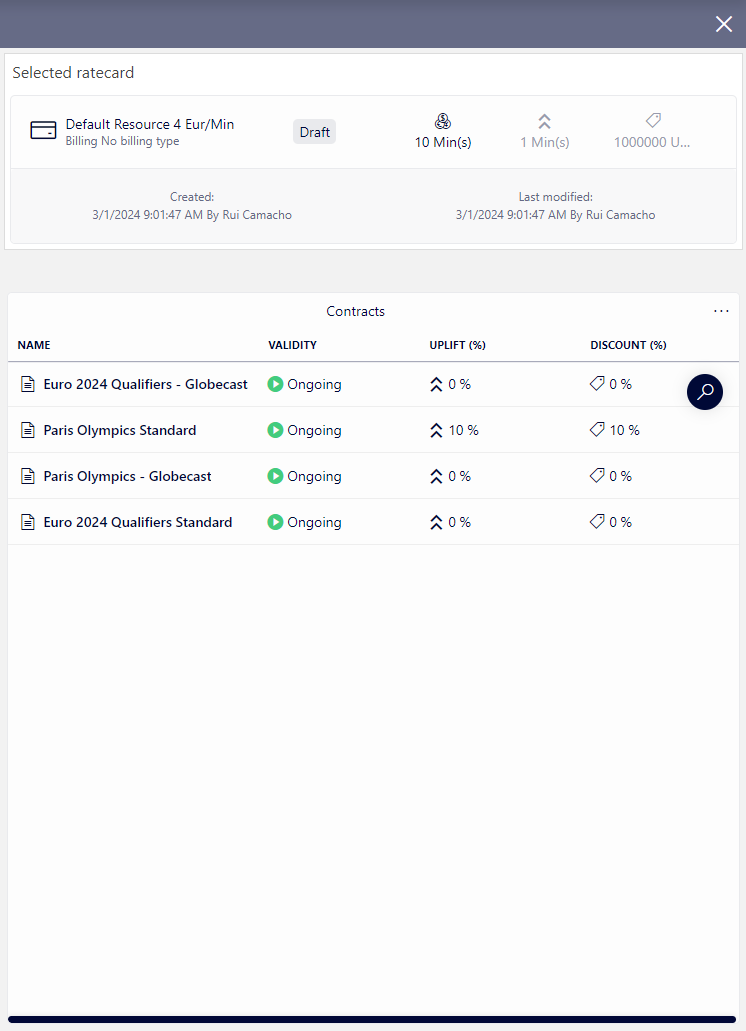 Selected ratecard
Default Resource 4 Eur/Min
Billing No billing type
Draft
10 Min(s)
1 Min(s)
1000000 U...
Created:
3/1/2024 9:01:47 AM By Rui Camacho
Last modified:
3/1/2024 9:01:47 AM By Rui Camacho
Contracts
...
NAME VALIDITY UPLIFT (%) DISCOUNT (%)
Euro 2024 Qualifiers - Globecast Ongoing 0 % 0 %
Paris Olympics Standard Ongoing 10 % 10 %
Paris Olympics - Globecast Ongoing 0 % 0 %
Euro 2024 Qualifiers Standard Ongoing 0 % 0 %